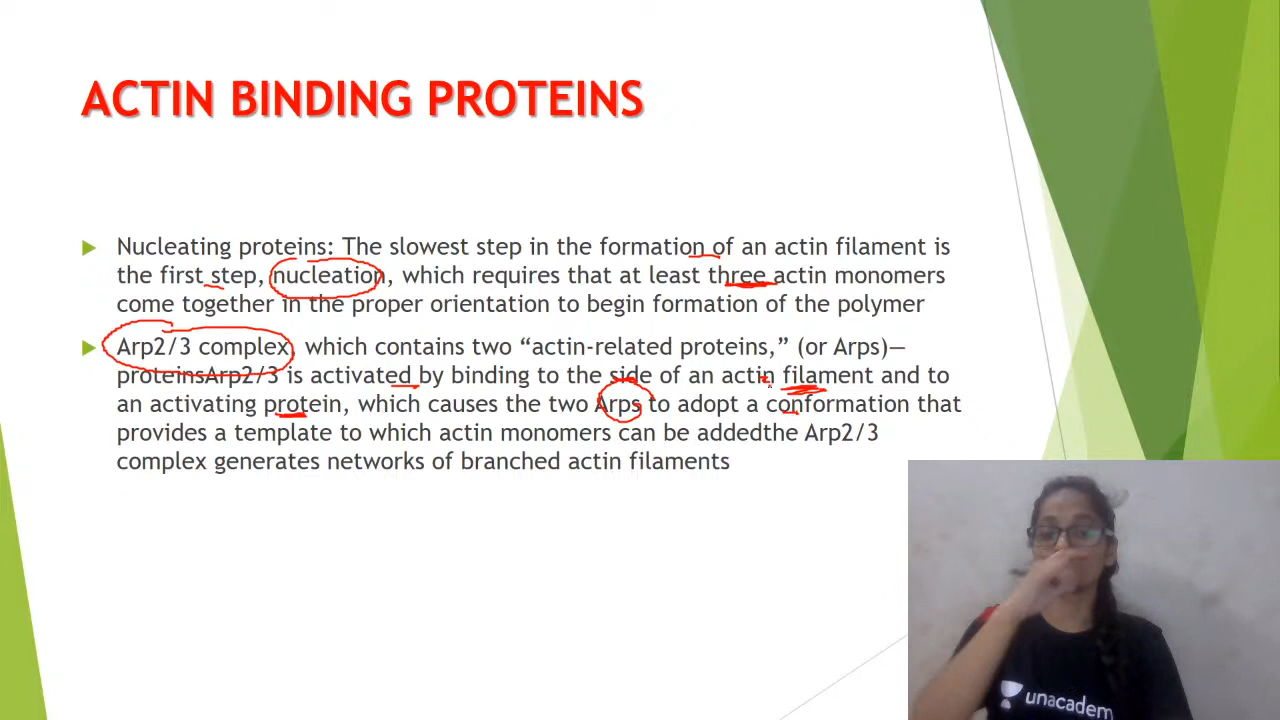 ACTIN BINDING PROTEINS
Nucleating proteins: The slowest step in the formation of an actin filament is
the first step, nucleation, which requires that at least three actin monomers
come together in the proper orientation to begin formation of the polymer
Arp2/3 complex, which contains two “actin-related proteins,” (or Arps)—
proteinsArp2/3 is activated by binding to the side of an actin filament and to
an activating protein, which causes the two Arps to adopt a conformation that
provides a template to which actin monomers can be addedthe Arp2/3
complex generates networks of branched actin filaments
unacadem